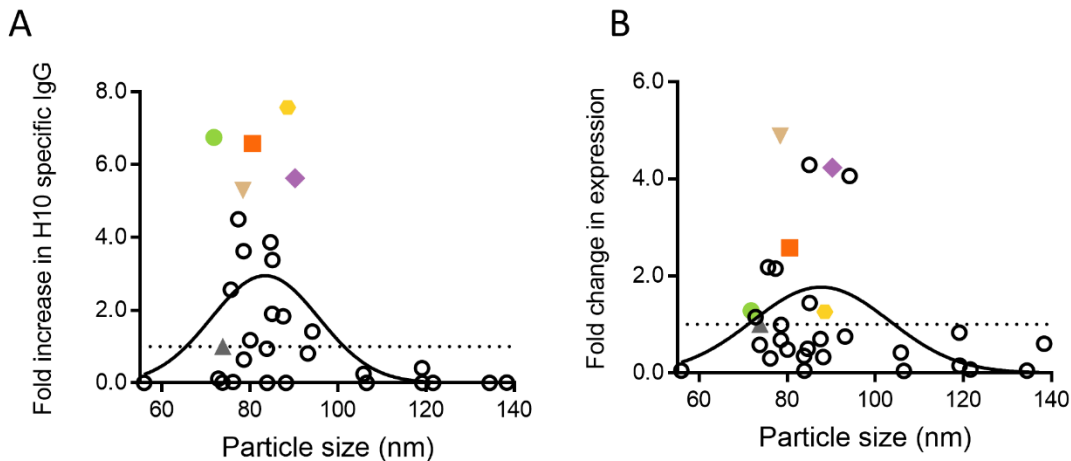 A
Fold increase in H10 specific IgG
8.0
6.0
4.0
2.0
0.0
60 80 100 120 140
Particle size (nm)
B
Fold change in expression
6.0
4.0
2.0
0.0
60 80 100 120 140
Particle size (nm)